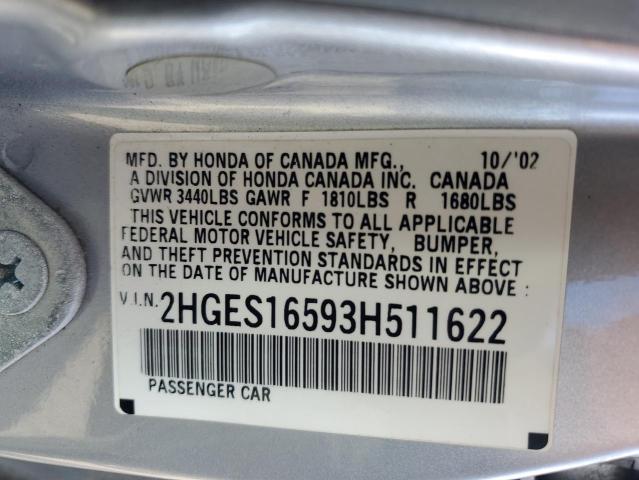 MFD. BY HONDA OF CANADA MFG., 10/'02
A DIVISION OF HONDA CANADA INC. CANADA
GVWR 3440LBS GAWR F 1810LBS R 1680LBS
THIS VEHICLE CONFORMS TO ALL APPLICABLE
FEDERAL MOTOR VEHICLE SAFETY, BUMPER,
AND THEFT PREVENTION STANDARDS IN EFFECT
ON THE DATE OF MANUFACTURE SHOWN ABOVE:
V.I.N. 2HGES16593H511622
PASSENGER CAR